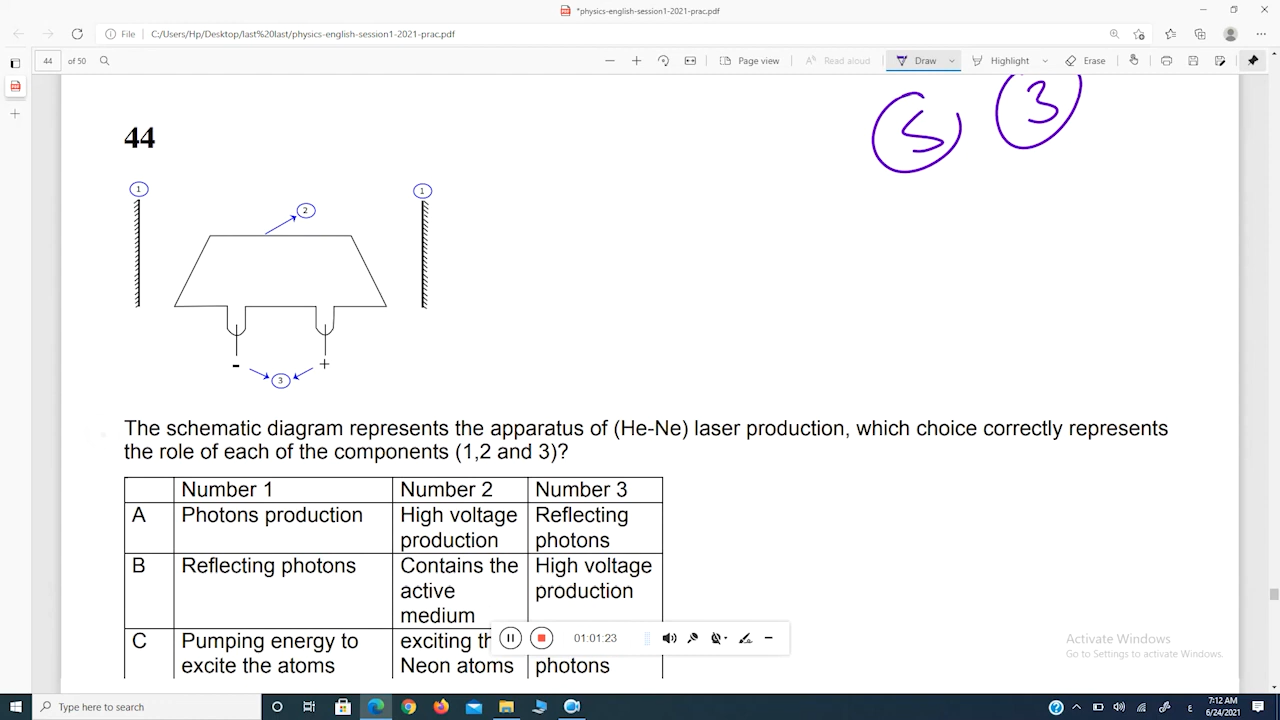 *physics-english-session1-2021-prac.pdf
File C:/Users/Hp/Desktop/last%20last/physics-english-session1-2021-prac.pdf
44 of 50 Page view Read aloud Draw Highlight Erase
5 3
44
1 1
2
- +
3
The schematic diagram represents the apparatus of (He-Ne) laser production, which choice correctly represents
the role of each of the components (1,2 and 3)?
Number 1 Number 2 Number 3
A Photons production High voltage production Reflecting photons
B Reflecting photons Contains the active medium High voltage production
C Pumping energy to excite the atoms exciting th Neon atoms photons
01:01:23
Activate Windows
Go to Settings to activate Windows.
Type here to search
7:12 AM
6/24/2021